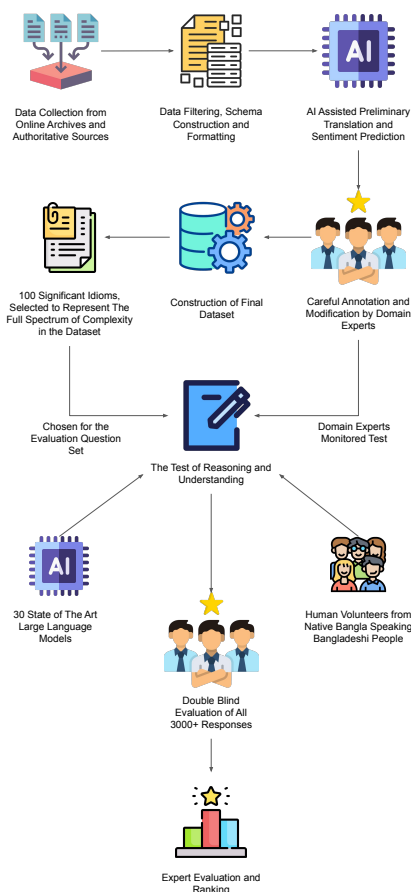 Data Collection from
Online Archives and
Authoritative Sources
Data Filtering, Schema
Construction and
Formatting
AI
AI Assisted Preliminary
Translation and
Sentiment Prediction
100 Significant Idioms,
Selected to Represent The
Full Spectrum of Complexity
in the Dataset
Construction of Final
Dataset
Careful Annotation and
Modification by Domain
Experts
Chosen for the
Evaluation Question
Set
Domain Experts
Monitored Test
The Test of Reasoning and
Understanding
AI
30 State of The Art
Large Language
Models
Human Volunteers from
Native Bangla Speaking
Bangladeshi People
Double Blind
Evaluation of All
3000+ Responses
Expert Evaluation and
Ranking